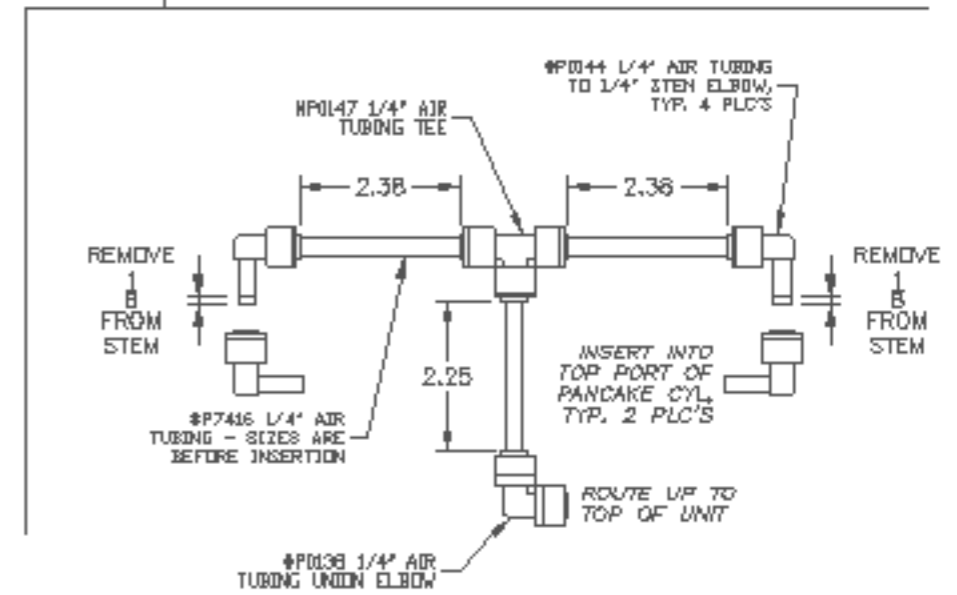 #P0144 1/4" AIR TUBING
TO 1/4" STEN ELBOW,
TYP. 4 PLC'S
#P0147 1/4" AIR
TUBING TEE
2.38
2.38
REMOVE
1
8
FROM
STEM
REMOVE
1
8
FROM
STEM
2.25
INSERT INTO
TOP PORT OF
PANCAKE CYL,
TYP. 2 PLC'S
#P7416 1/4" AIR
TUBING - SIZES ARE
BEFORE INSERTION
ROUTE UP TO
TOP OF UNIT
#P0138 1/4" AIR
TUBING UNION ELBOW